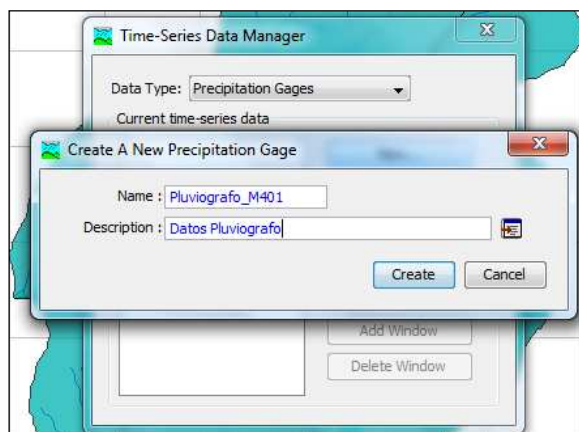 Time-Series Data Manager
Data Type: Precipitation Gages
Current time-series data
Create A New Precipitation Gage
Name : Pluviografo_M401
Description : Datos Pluviografo
Create Cancel
Add Window
Delete Window